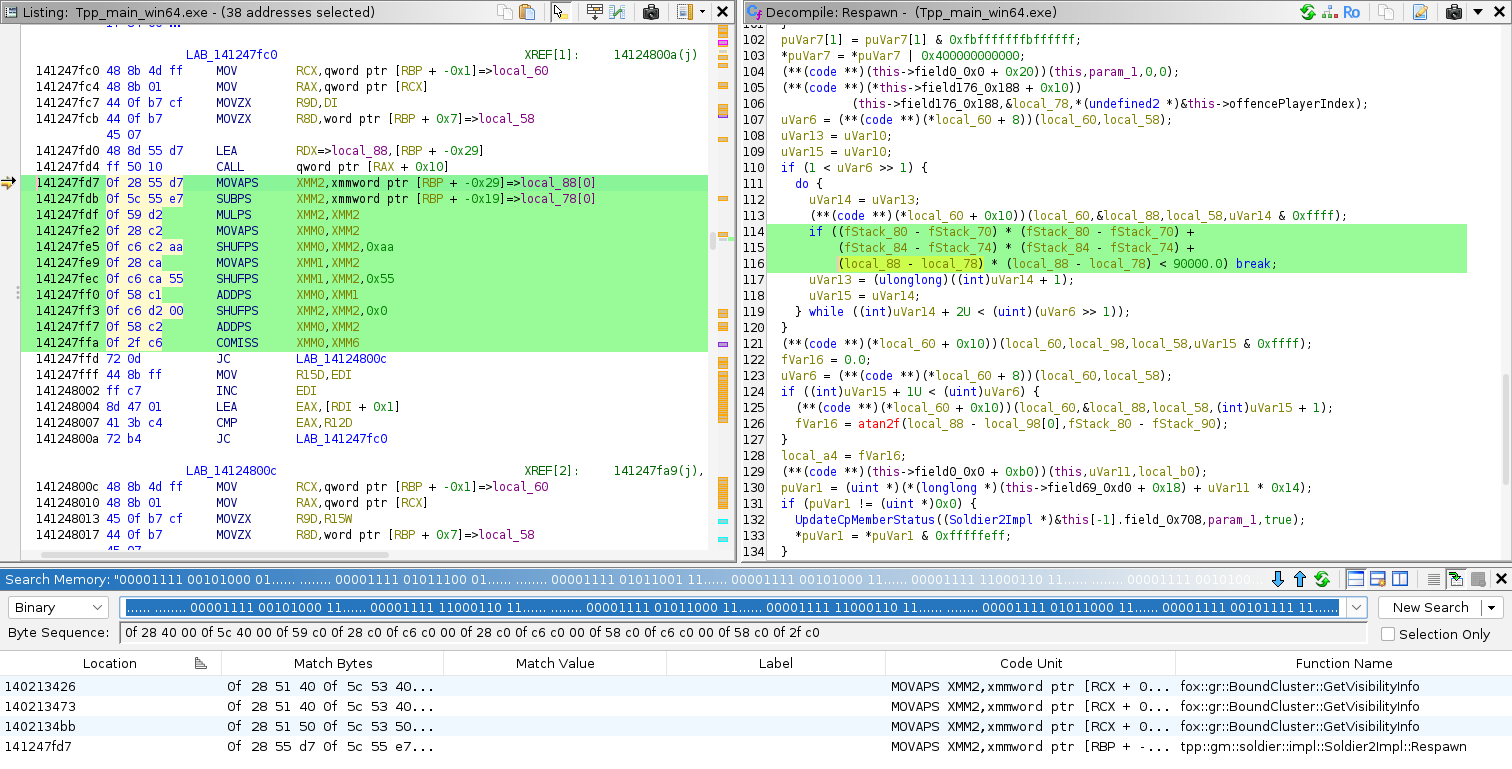 Listing: Tpp_main_win64.exe - (38 addresses selected)
LAB_141247fc0 XREF[1]: 14124800a(j)
141247fc0 48 8b 4d ff MOV RCX,qword ptr [RBP + -0x1]=>local_60
141247fc4 48 8b 01 MOV RAX,qword ptr [RCX]
141247fc7 44 0f b7 cf MOVZX R9D,DI
141247fcb 44 0f b7 MOVZX R8D,word ptr [RBP + 0x7]=>local_58
45 07
141247fd0 48 8d 55 d7 LEA RDX=>local_88,[RBP + -0x29]
141247fd4 ff 50 10 CALL qword ptr [RAX + 0x10]
141247fd7 0f 28 55 d7 MOVAPS XMM2,xmmword ptr [RBP + -0x29]=>local_88[0]
141247fdb 0f 5c 55 e7 SUBPS XMM2,xmmword ptr [RBP + -0x19]=>local_78[0]
141247fdf 0f 59 d2 MULPS XMM2,XMM2
141247fe2 0f 28 c2 MOVAPS XMM0,XMM2
141247fe5 0f c6 c2 aa SHUFPS XMM0,XMM2,0xaa
141247fe9 0f 28 ca MOVAPS XMM1,XMM2
141247fec 0f c6 ca 55 SHUFPS XMM1,XMM2,0x55
141247ff0 0f 58 c1 ADDPS XMM0,XMM1
141247ff3 0f c6 d2 00 SHUFPS XMM2,XMM2,0x0
141247ff7 0f 58 c2 ADDPS XMM0,XMM2
141247ffa 0f 2f c6 COMISS XMM0,XMM6
141247ffd 72 0d JC LAB_14124800c
141247fff 44 8b ff MOV R15D,EDI
141248002 ff c7 INC EDI
141248004 8d 47 01 LEA EAX,[RDI + 0x1]
141248007 41 3b c4 CMP EAX,R12D
14124800a 72 b4 JC LAB_141247fc0
LAB_14124800c XREF[2]: 141247fa9(j),
14124800c 48 8b 4d ff MOV RCX,qword ptr [RBP + -0x1]=>local_60
141248010 48 8b 01 MOV RAX,qword ptr [RCX]
141248013 45 0f b7 cf MOVZX R9D,R15W
141248017 44 0f b7 MOVZX R8D,word ptr [RBP + 0x7]=>local_58
Decompile: Respawn - (Tpp_main_win64.exe)
Ro
102 puVar7[1] = puVar7[1] & 0xfbffffffbffffff;
103 *puVar7 = *puVar7 | 0x400000000000;
104 (**(code **)(this->field0_0x0 + 0x20))(this,param_1,0,0);
105 (**(code **)(*this->field176_0x188 + 0x10))
106 (this->field176_0x188,&local_78,*(undefined2 *)&this->offencePlayerIndex);
107 uVar6 = (**(code **)(*local_60 + 8))(local_60,local_58);
108 uVar13 = uVar10;
109 uVar15 = uVar10;
110 if (1 < uVar6 >> 1) {
111 do {
112 uVar14 = uVar13;
113 (**(code **)(*local_60 + 0x10))(local_60,&local_88,local_58,uVar14 & 0xffff);
114 if ((fStack_80 - fStack_70) * (fStack_80 - fStack_70) +
115 (fStack_84 - fStack_74) * (fStack_84 - fStack_74) +
116 (local_88 - local_78) * (local_88 - local_78) < 90000.0) break;
117 uVar13 = (ulonglong)((int)uVar14 + 1);
118 uVar15 = uVar14;
119 } while ((int)uVar14 + 2U < (uint)(uVar6 >> 1));
120 }
121 (**(code **)(*local_60 + 0x10))(local_60,local_98,local_58,uVar15 & 0xffff);
122 fVar16 = 0.0;
123 uVar6 = (**(code **)(*local_60 + 8))(local_60,local_58);
124 if ((int)uVar15 + 1U < (uint)uVar6) {
125 (**(code **)(*local_60 + 0x10))(local_60,&local_88,local_58,(int)uVar15 + 1);
126 fVar16 = atan2f(local_88 - local_98[0],fStack_80 - fStack_90);
127 }
128 local_a4 = fVar16;
129 (**(code **)(this->field0_0x0 + 0xb0))(this,uVar11,local_b0);
130 puVar1 = (uint *)(*(longlong *)(this->field69_0xd0 + 0x18) + uVar11 * 0x14);
131 if (puVar1 != (uint *)0x0) {
132 UpdateCpMemberStatus((Soldier2Impl *)&this[-1].field_0x708,param_1,true);
133 *puVar1 = *puVar1 & 0xfffffeff;
134 }
Search Memory: "00001111 00101000 01...... ........ 00001111 01011100 01...... ........ 00001111 01011001 11...... 00001111 00101000 11...... 00001111 11000110 11...... ........ 00001111 0010100...
Binary
...... ........ 00001111 00101000 11...... 00001111 11000110 11...... ........ 00001111 01011000 11...... 00001111 11000110 11...... ........ 00001111 01011000 11...... 00001111 00101111 11......
New Search
Byte Sequence: 0f 28 40 00 0f 5c 40 00 0f 59 c0 0f 28 c0 0f c6 c0 00 0f 28 c0 0f c6 c0 00 0f 58 c0 0f c6 c0 00 0f 58 c0 0f 2f c0
Selection Only
Location Match Bytes Match Value Label Code Unit Function Name
140213426 0f 28 51 40 0f 5c 53 40... MOVAPS XMM2,xmmword ptr [RCX + 0... fox::gr::BoundCluster::GetVisibilityInfo
140213473 0f 28 51 40 0f 5c 53 40... MOVAPS XMM2,xmmword ptr [RCX + 0... fox::gr::BoundCluster::GetVisibilityInfo
1402134bb 0f 28 51 50 0f 5c 53 50... MOVAPS XMM2,xmmword ptr [RCX + 0... fox::gr::BoundCluster::GetVisibilityInfo
141247fd7 0f 28 55 d7 0f 5c 55 e7... MOVAPS XMM2,xmmword ptr [RBP + -... tpp::gm::soldier::impl::Soldier2Impl::Respawn